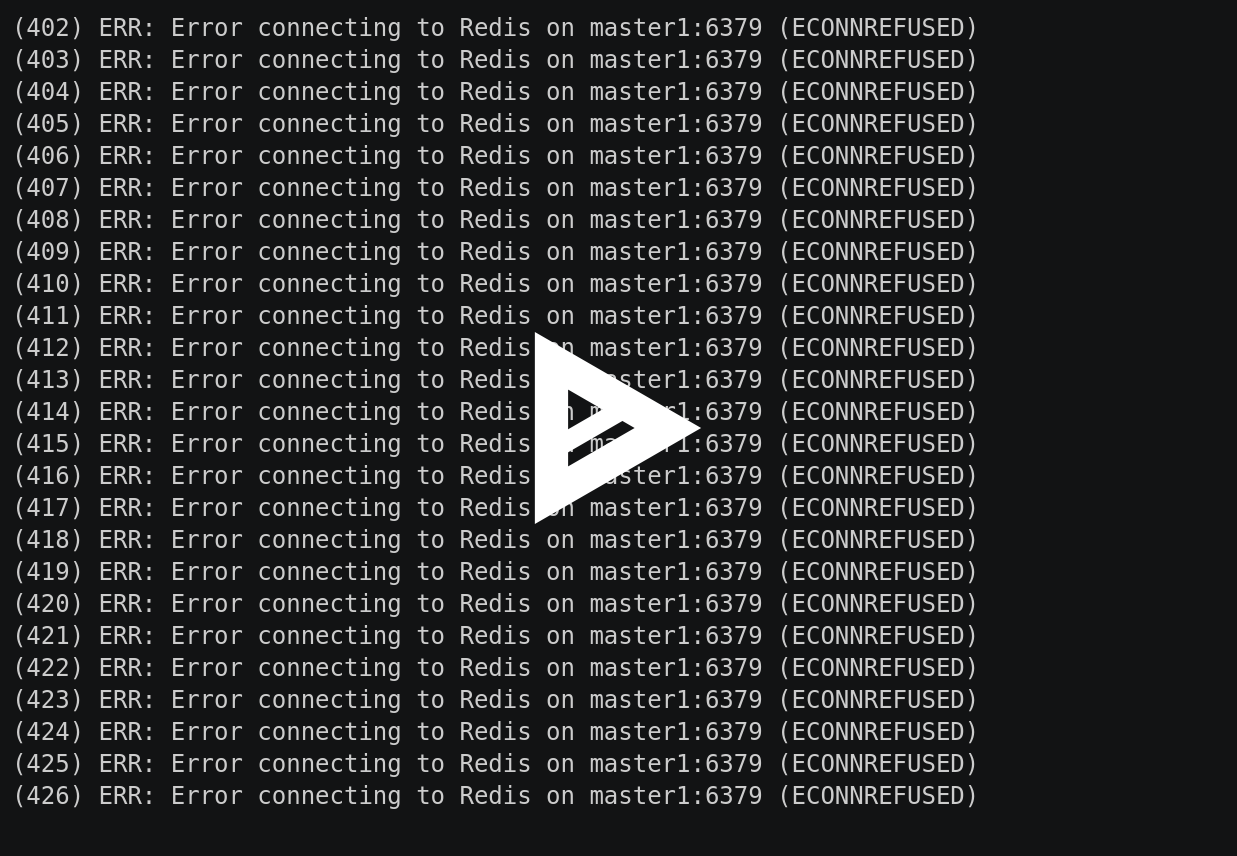 (402) ERR: Error connecting to Redis on master1:6379 (ECONNREFUSED)
(403) ERR: Error connecting to Redis on master1:6379 (ECONNREFUSED)
(404) ERR: Error connecting to Redis on master1:6379 (ECONNREFUSED)
(405) ERR: Error connecting to Redis on master1:6379 (ECONNREFUSED)
(406) ERR: Error connecting to Redis on master1:6379 (ECONNREFUSED)
(407) ERR: Error connecting to Redis on master1:6379 (ECONNREFUSED)
(408) ERR: Error connecting to Redis on master1:6379 (ECONNREFUSED)
(409) ERR: Error connecting to Redis on master1:6379 (ECONNREFUSED)
(410) ERR: Error connecting to Redis on master1:6379 (ECONNREFUSED)
(411) ERR: Error connecting to Redis on master1:6379 (ECONNREFUSED)
(412) ERR: Error connecting to Redis on master1:6379 (ECONNREFUSED)
(413) ERR: Error connecting to Redis :6379 (ECONNREFUSED)
(414) ERR: Error connecting to Redis :6379 (ECONNREFUSED)
(415) ERR: Error connecting to Redis :6379 (ECONNREFUSED)
(416) ERR: Error connecting to Redis :6379 (ECONNREFUSED)
(417) ERR: Error connecting to Redis on master1:6379 (ECONNREFUSED)
(418) ERR: Error connecting to Redis on master1:6379 (ECONNREFUSED)
(419) ERR: Error connecting to Redis on master1:6379 (ECONNREFUSED)
(420) ERR: Error connecting to Redis on master1:6379 (ECONNREFUSED)
(421) ERR: Error connecting to Redis on master1:6379 (ECONNREFUSED)
(422) ERR: Error connecting to Redis on master1:6379 (ECONNREFUSED)
(423) ERR: Error connecting to Redis on master1:6379 (ECONNREFUSED)
(424) ERR: Error connecting to Redis on master1:6379 (ECONNREFUSED)
(425) ERR: Error connecting to Redis on master1:6379 (ECONNREFUSED)
(426) ERR: Error connecting to Redis on master1:6379 (ECONNREFUSED)